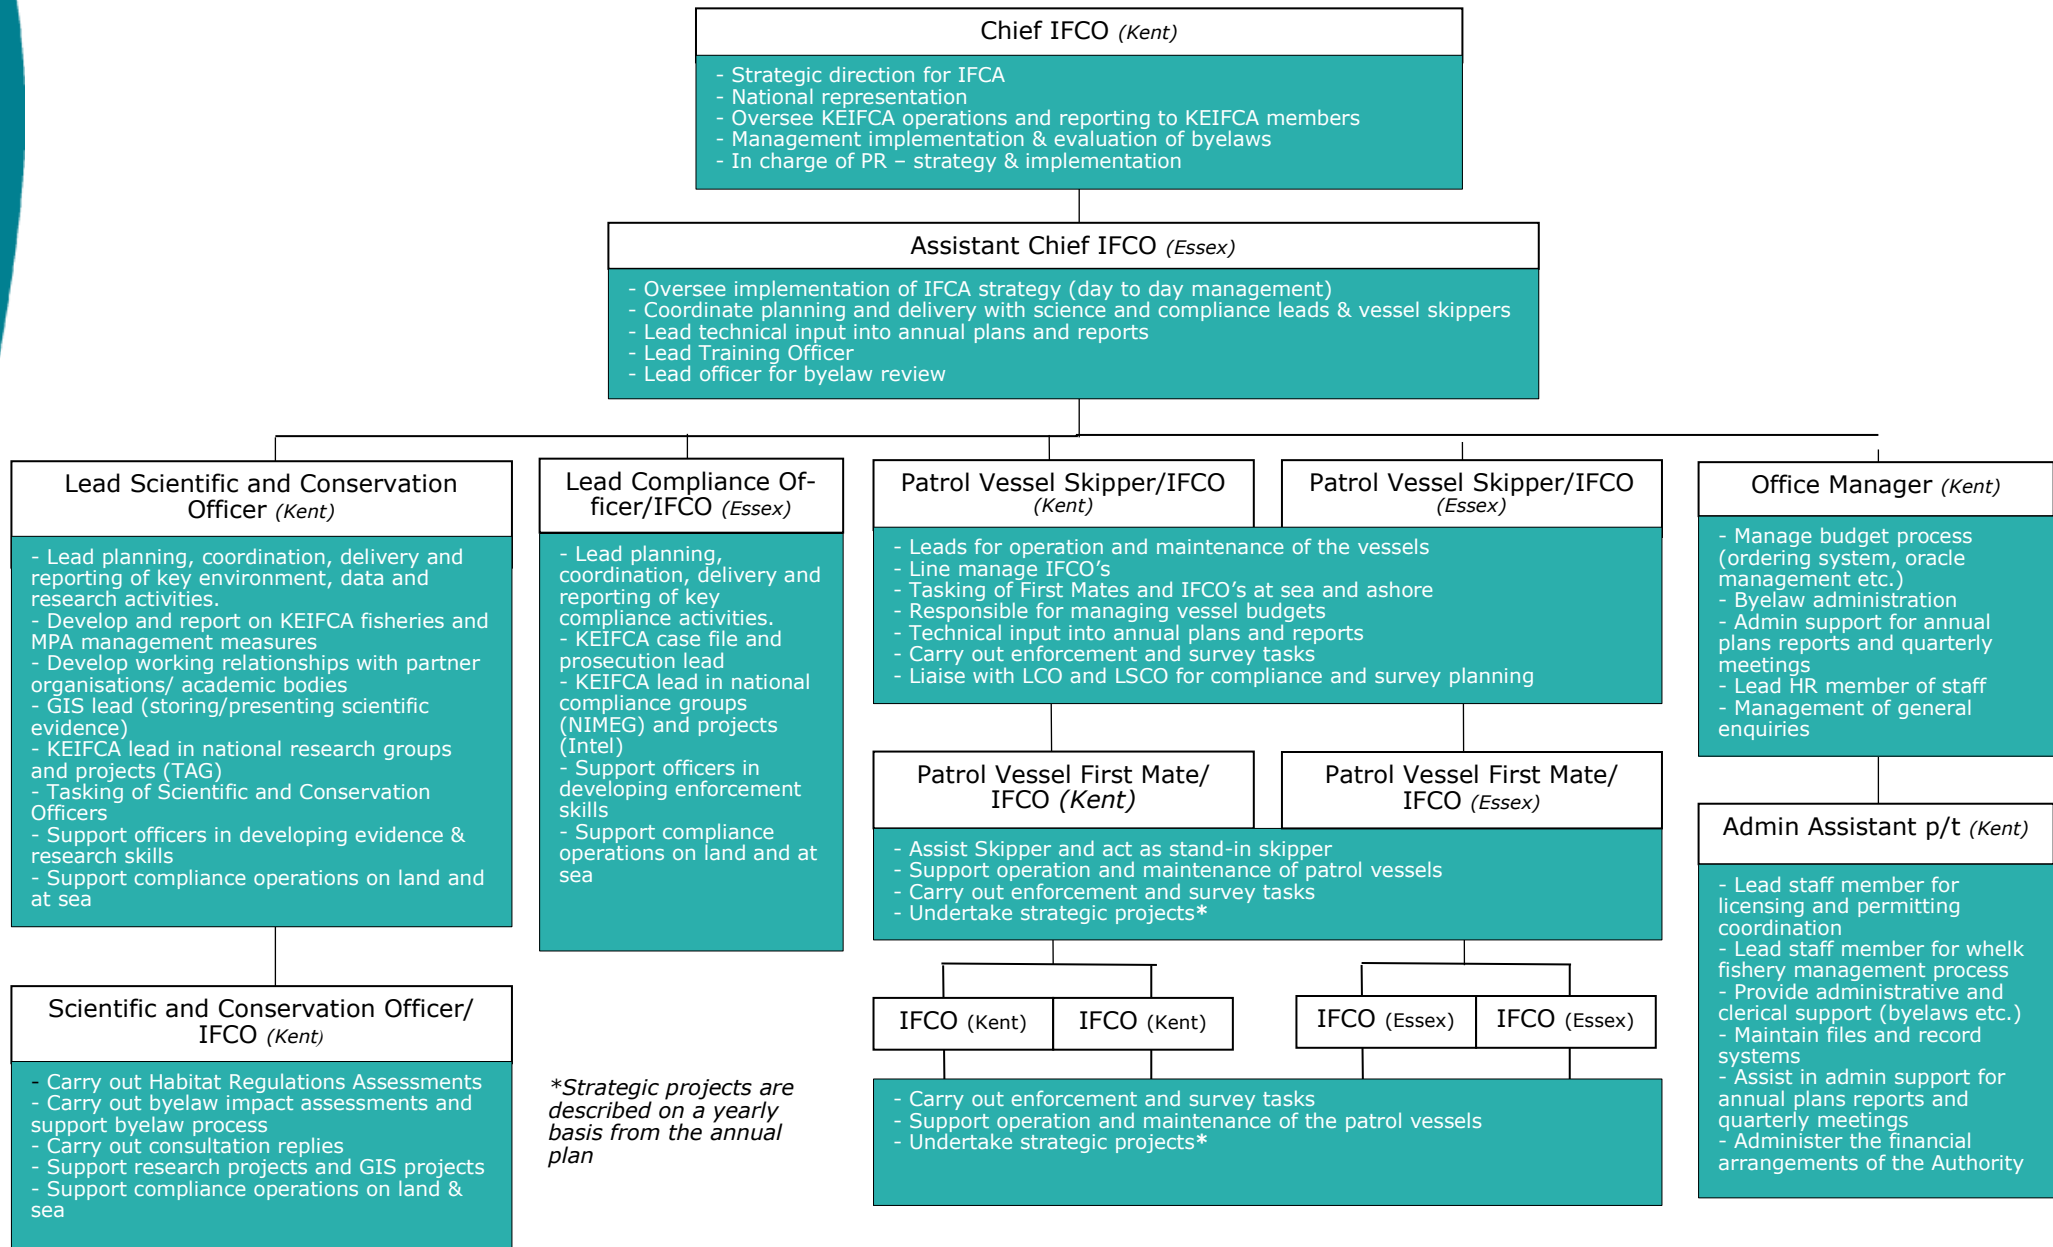 Chief IFCO (Kent)
- Strategic direction for IFCA
- National representation
- Oversee KEIFCA operations and reporting to KEIFCA members
- Management implementation & evaluation of byelaws
- In charge of PR – strategy & implementation
Assistant Chief IFCO (Essex)
- Oversee implementation of IFCA strategy (day to day management)
- Coordinate planning and delivery with science and compliance leads & vessel skippers
- Lead technical input into annual plans and reports
- Lead Training Officer
- Lead officer for byelaw review
Lead Scientific and Conservation
Officer (Kent)
- Lead planning, coordination, delivery and
reporting of key environment, data and
research activities.
- Develop and report on KEIFCA fisheries and
MPA management measures
- Develop working relationships with partner
organisations/ academic bodies
- GIS lead (storing/presenting scientific
evidence)
- KEIFCA lead in national research groups
and projects (TAG)
- Tasking of Scientific and Conservation
Officers
- Support officers in developing evidence &
research skills
- Support compliance operations on land and
at sea
Scientific and Conservation Officer/
IFCO (Kent)
- Carry out Habitat Regulations Assessments
- Carry out byelaw impact assessments and
support byelaw process
- Carry out consultation replies
- Support research projects and GIS projects
- Support compliance operations on land &
sea
Lead Compliance Of-
ficer/IFCO (Essex)
- Lead planning,
coordination, delivery and
reporting of key
compliance activities.
- KEIFCA case file and
prosecution lead
- KEIFCA lead in national
compliance groups
(NIMEG) and projects
(Intel)
- Support officers in
developing enforcement
skills
- Support compliance
operations on land and at
sea
*Strategic projects are
described on a yearly
basis from the annual
plan
Patrol Vessel Skipper/IFCO
(Kent)
Patrol Vessel Skipper/IFCO
(Essex)
- Leads for operation and maintenance of the vessels
- Line manage IFCO’s
- Tasking of First Mates and IFCO’s at sea and ashore
- Responsible for managing vessel budgets
- Technical input into annual plans and reports
- Carry out enforcement and survey tasks
- Liaise with LCO and LSCO for compliance and survey planning
Patrol Vessel First Mate/
IFCO (Kent)
Patrol Vessel First Mate/
IFCO (Essex)
- Assist Skipper and act as stand-in skipper
- Support operation and maintenance of patrol vessels
- Carry out enforcement and survey tasks
- Undertake strategic projects*
IFCO (Kent)
IFCO (Kent)
IFCO (Essex)
IFCO (Essex)
- Carry out enforcement and survey tasks
- Support operation and maintenance of the patrol vessels
- Undertake strategic projects*
Office Manager (Kent)
- Manage budget process
(ordering system, oracle
management etc.)
- Byelaw administration
- Admin support for annual
plans reports and quarterly
meetings
- Lead HR member of staff
- Management of general
enquiries
Admin Assistant p/t (Kent)
- Lead staff member for
licensing and permitting
coordination
- Lead staff member for whelk
fishery management process
- Provide administrative and
clerical support (byelaws etc.)
- Maintain files and record
systems
- Assist in admin support for
annual plans reports and
quarterly meetings
- Administer the financial
arrangements of the Authority